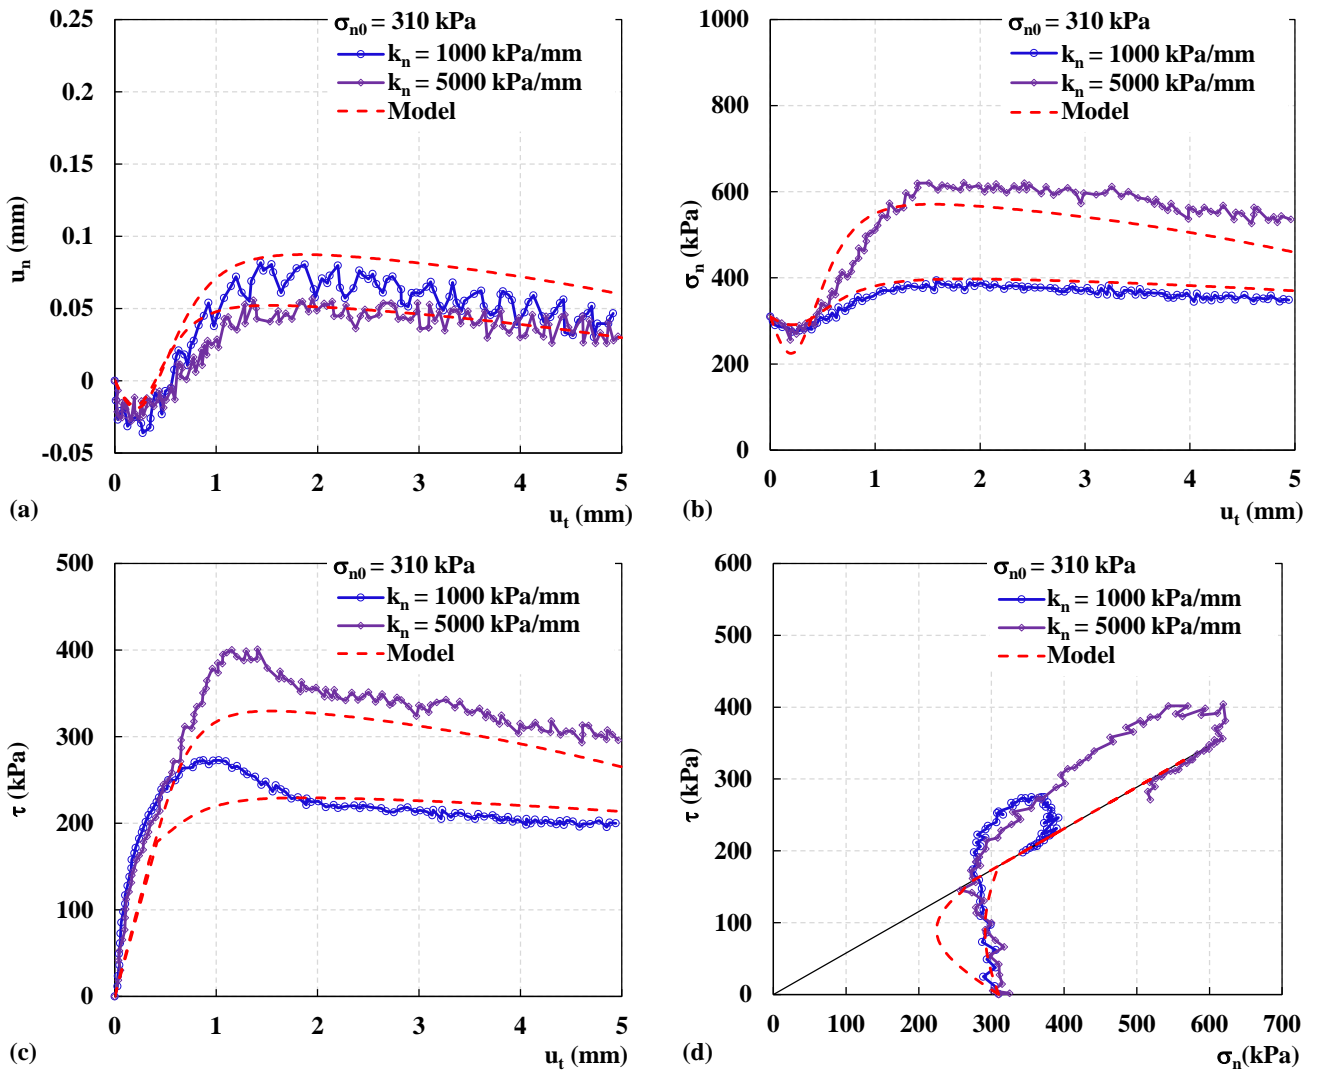 σn0 = 310 kPa
kn = 1000 kPa/mm
kn = 5000 kPa/mm
Model
0.25
0.2
0.15
0.1
0.05
0
-0.05
un (mm)
0 1 2 3 4 5
(a)
ut (mm)
σn0 = 310 kPa
kn = 1000 kPa/mm
kn = 5000 kPa/mm
Model
1000
800
600
400
200
0
σn (kPa)
0 1 2 3 4 5
(b)
ut (mm)
σn0 = 310 kPa
kn = 1000 kPa/mm
kn = 5000 kPa/mm
Model
500
400
300
200
100
0
τ (kPa)
0 1 2 3 4 5
(c)
ut (mm)
σn0 = 310 kPa
kn = 1000 kPa/mm
kn = 5000 kPa/mm
Model
600
500
400
300
200
100
0
τ (kPa)
0 100 200 300 400 500 600 700
(d)
σn(kPa)